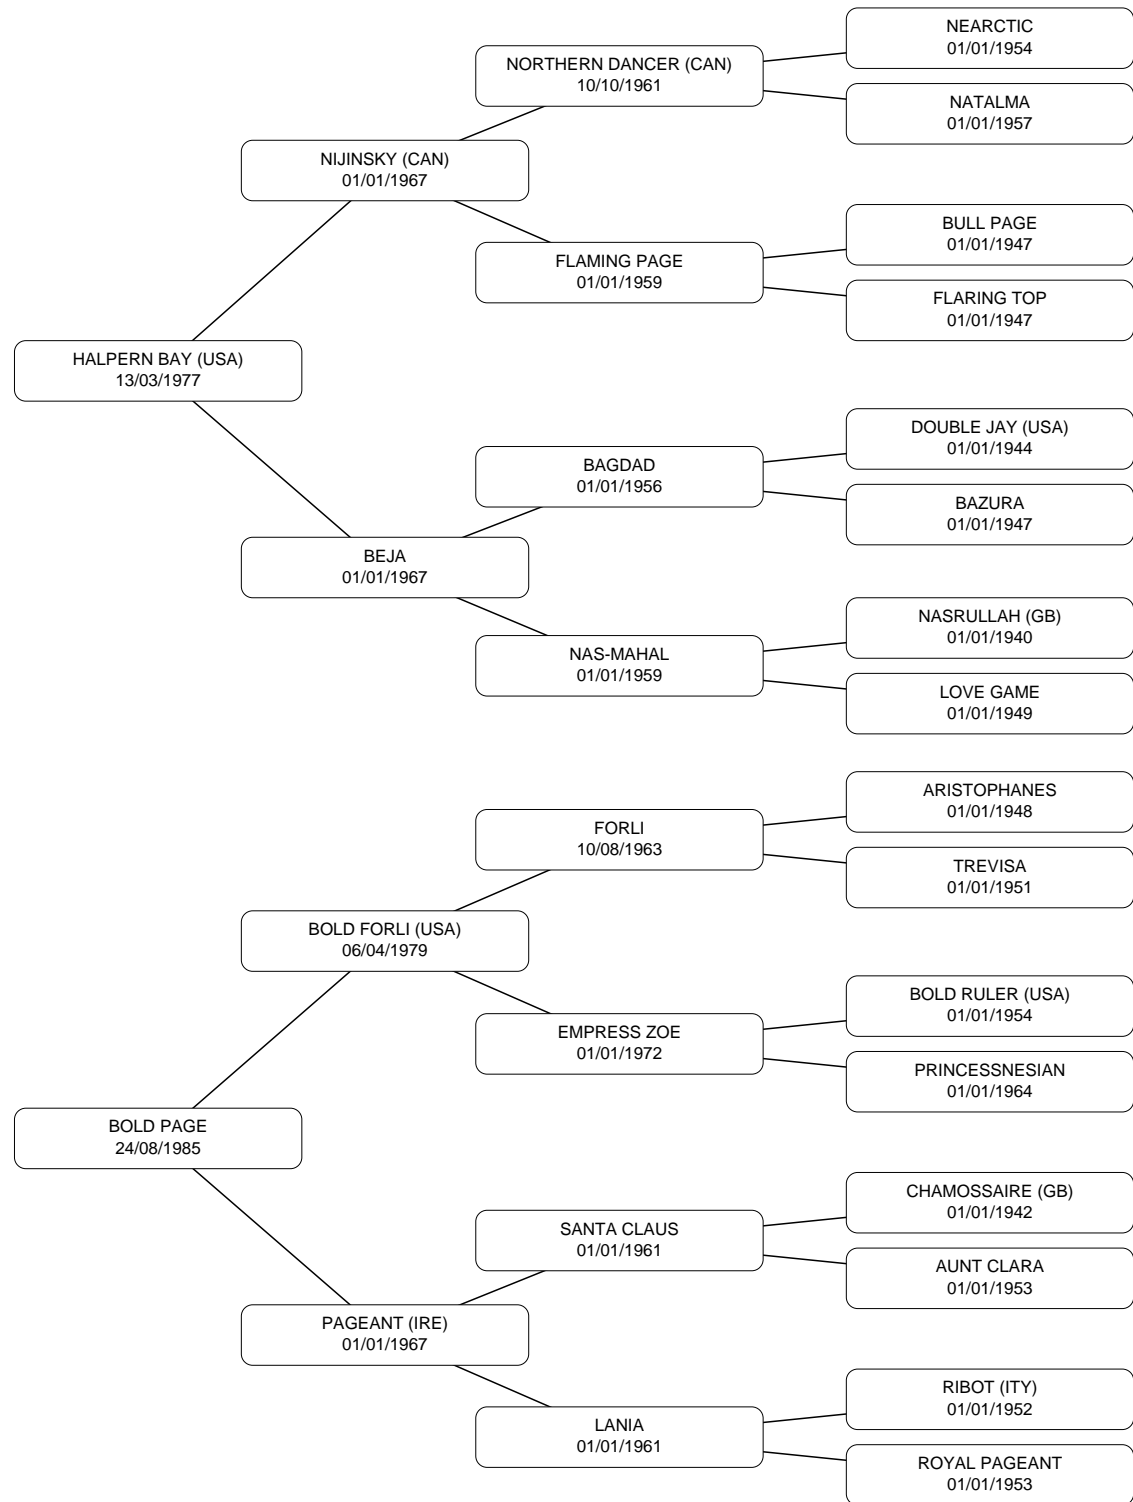 NEARCTIC
01/01/1954
NORTHERN DANCER (CAN)
10/10/1961
NATALMA
01/01/1957
NIJINSKY (CAN)
01/01/1967
BULL PAGE
01/01/1947
FLAMING PAGE
01/01/1959
FLARING TOP
01/01/1947
HALPERN BAY (USA)
13/03/1977
DOUBLE JAY (USA)
01/01/1944
BAGDAD
01/01/1956
BAZURA
01/01/1947
BEJA
01/01/1967
NASRULLAH (GB)
01/01/1940
NAS-MAHAL
01/01/1959
LOVE GAME
01/01/1949
ARISTOPHANES
01/01/1948
FORLI
10/08/1963
TREVISA
01/01/1951
BOLD FORLI (USA)
06/04/1979
BOLD RULER (USA)
01/01/1954
EMPRESS ZOE
01/01/1972
PRINCESSNESIAN
01/01/1964
BOLD PAGE
24/08/1985
CHAMOSSAIRE (GB)
01/01/1942
SANTA CLAUS
01/01/1961
AUNT CLARA
01/01/1953
PAGEANT (IRE)
01/01/1967
RIBOT (ITY)
01/01/1952
LANIA
01/01/1961
ROYAL PAGEANT
01/01/1953